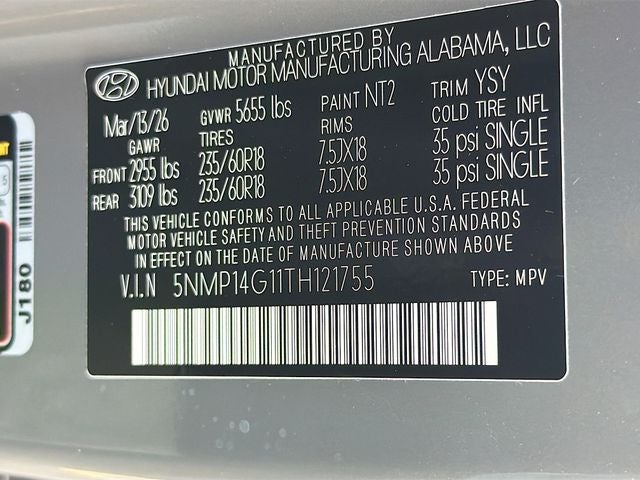 MANUFACTURED BY
HYUNDAI MOTOR MANUFACTURING ALABAMA, LLC
Mar/13/26 GVWR 5655 lbs PAINT NT2 TRIM YSY
GAWR TIRES RIMS COLD TIRE INFL
FRONT 2955 lbs 235/60R18 7.5JX18 35 psi SINGLE
REAR 3109 lbs 235/60R18 7.5JX18 35 psi SINGLE
THIS VEHICLE CONFORMS TO ALL APPLICABLE U.S.A. FEDERAL
MOTOR VEHICLE SAFETY AND THEFT PREVENTION STANDARDS
IN EFFECT ON THE DATE OF MANUFACTURE SHOWN ABOVE
V.I.N 5NMP14G11TH121755 TYPE: MPV
J180